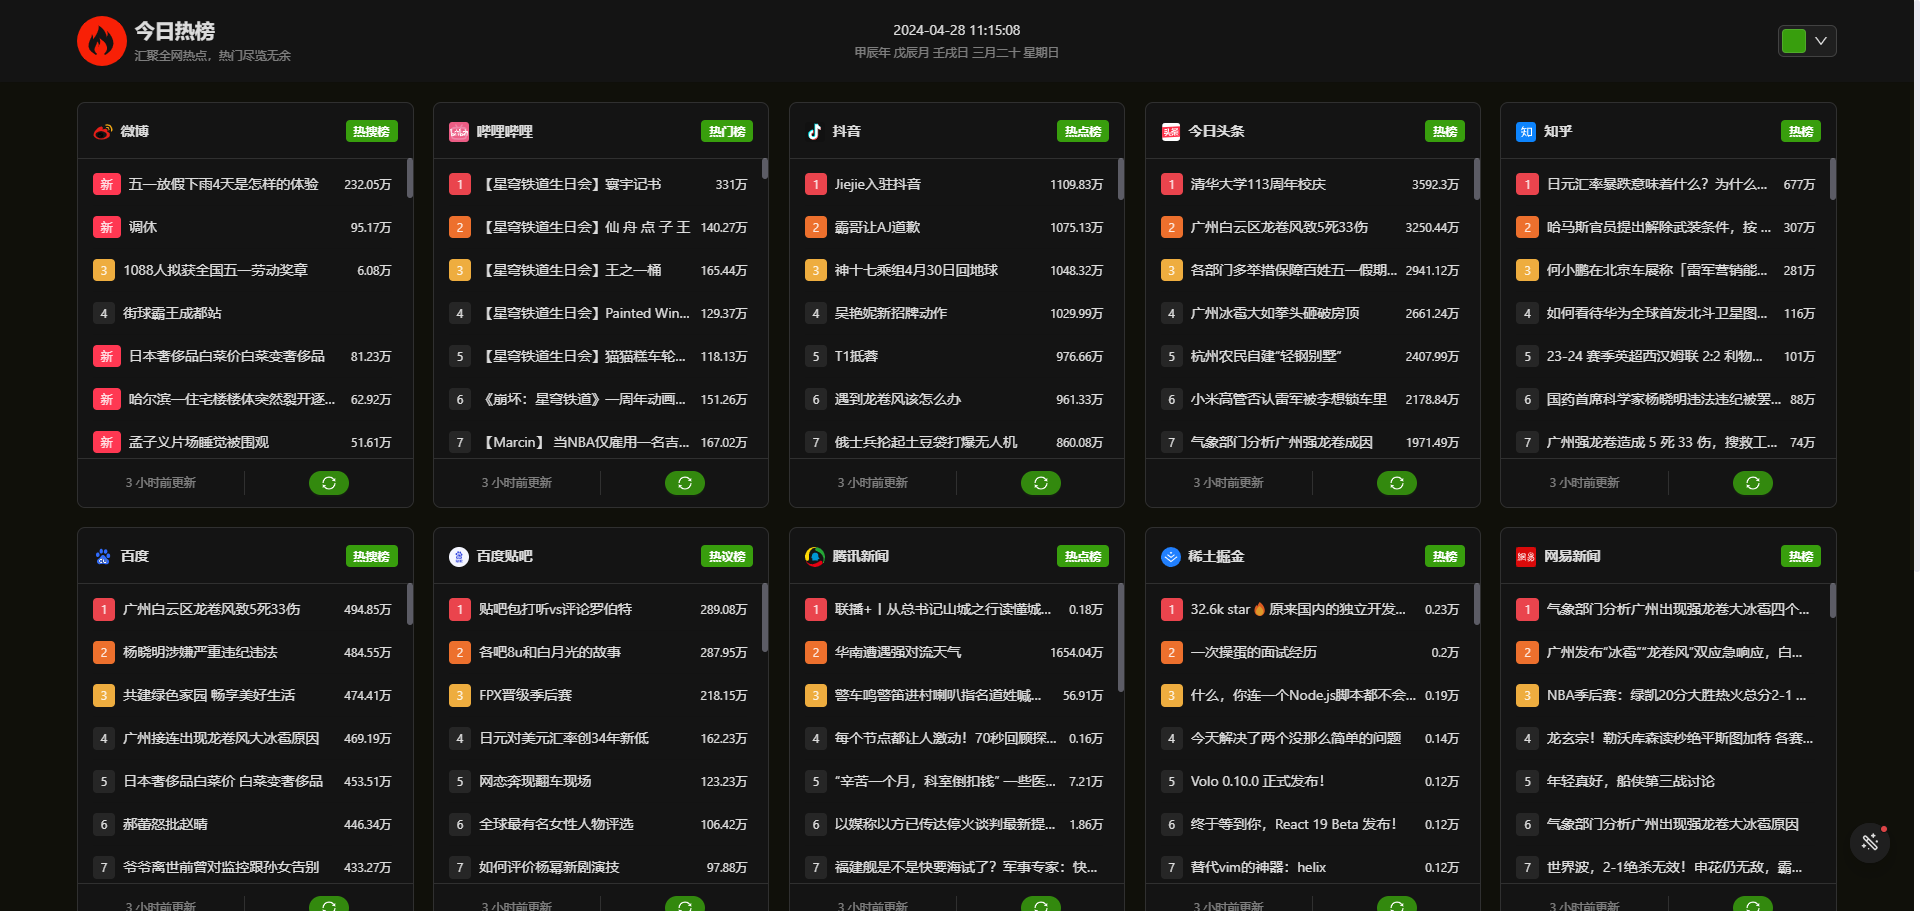 今日热榜
汇聚全网热点，热门尽览无余
2024-04-28 11:15:08
甲辰年 戊辰月 壬戌日 三月二十 星期日
微博 热搜榜
新 五一放假下雨4天是怎样的体验 232.05万
新 调休 95.17万
3 1088人拟获全国五一劳动奖章 6.08万
4 街球霸王成都站
新 日本奢侈品白菜价白菜变奢侈品 81.23万
新 哈尔滨一住宅楼楼体突然裂开逐... 62.92万
新 孟子义片场睡觉被围观 51.61万
3 小时前更新
哔哩哔哩 热门榜
1 【星穹铁道生日会】寰宇记书 331万
2 【星穹铁道生日会】仙 舟 点 子 王 140.27万
3 【星穹铁道生日会】王之一桶 165.44万
4 【星穹铁道生日会】Painted Win... 129.37万
5 【星穹铁道生日会】猫猫糕车轮... 118.13万
6 《崩坏：星穹铁道》一周年动画... 151.26万
7 【Marcin】 当NBA仅雇用一名吉... 167.02万
3 小时前更新
抖音 热点榜
1 Jiejie入驻抖音 1109.83万
2 霸哥让AJ道歉 1075.13万
3 神十七乘组4月30日回地球 1048.32万
4 吴艳妮新招牌动作 1029.99万
5 T1抵蓉 976.66万
6 遇到龙卷风该怎么办 961.33万
7 俄士兵抡起土豆袋打爆无人机 860.08万
3 小时前更新
头条 今日头条 热榜
1 清华大学113周年校庆 3592.3万
2 广州白云区龙卷风致5死33伤 3250.44万
3 各部门多举措保障百姓五一假期... 2941.12万
4 广州冰雹大如拳头砸破房顶 2661.24万
5 杭州农民自建“轻钢别墅” 2407.99万
6 小米高管否认雷军被李想锁车里 2178.84万
7 气象部门分析广州强龙卷成因 1971.49万
3 小时前更新
知 知乎 热榜
1 日元汇率暴跌意味着什么？为什么... 677万
2 哈马斯官员提出解除武装条件，按 ... 307万
3 何小鹏在北京车展称「雷军营销能... 281万
4 如何看待华为全球首发北斗卫星图... 116万
5 23-24 赛季英超西汉姆联 2:2 利物... 101万
6 国药首席科学家杨晓明违法违纪被罢... 88万
7 广州强龙卷造成 5 死 33 伤，搜救工... 74万
3 小时前更新
百度 热搜榜
1 广州白云区龙卷风致5死33伤 494.85万
2 杨晓明涉嫌严重违纪违法 484.55万
3 共建绿色家园 畅享美好生活 474.41万
4 广州接连出现龙卷风大冰雹原因 469.19万
5 日本奢侈品白菜价 白菜变奢侈品 453.51万
6 郝蕾怒批赵晴 446.34万
7 爷爷离世前曾对监控跟孙女告别 433.27万
3 小时前更新
百度贴吧 热议榜
1 贴吧包打听vs评论罗伯特 289.08万
2 各吧8u和白月光的故事 287.95万
3 FPX晋级季后赛 218.15万
4 日元对美元汇率创34年新低 162.23万
5 网恋奔现翻车现场 123.23万
6 全球最有名女性人物评选 106.42万
7 如何评价杨幂新剧演技 97.88万
3 小时前更新
腾讯新闻 热点榜
1 联播+丨从总书记山城之行读懂城... 0.18万
2 华南遭遇强对流天气 1654.04万
3 警车鸣警笛进村喇叭指名道姓喊... 56.91万
4 每个节点都让人激动！70秒回顾探... 0.16万
5 “辛苦一个月，科室倒扣钱” 一些医... 7.21万
6 以媒称以方已传达停火谈判最新提... 1.86万
7 福建舰是不是快要海试了？军事专家：快...
3 小时前更新
稀土掘金 热榜
1 32.6k star🔥原来国内的独立开发... 0.23万
2 一次操蛋的面试经历 0.2万
3 什么，你连一个Node.js脚本都不会... 0.19万
4 今天解决了两个没那么简单的问题 0.14万
5 Volo 0.10.0 正式发布！ 0.12万
6 终于等到你，React 19 Beta 发布！ 0.12万
7 替代vim的神器：helix 0.12万
3 小时前更新
網易 网易新闻 热榜
1 气象部门分析广州出现强龙卷大冰雹四个...
2 广州发布“冰雹”“龙卷风”双应急响应，白...
3 NBA季后赛：绿凯20分大胜热火总分2-1 ...
4 龙玄宗！勒沃库森读秒绝平斯图加特 各赛...
5 年轻真好，船侠第三战讨论
6 气象部门分析广州出现强龙卷大冰雹原因
7 世界波，2-1绝杀无效！申花仍无敌，霸...
3 小时前更新